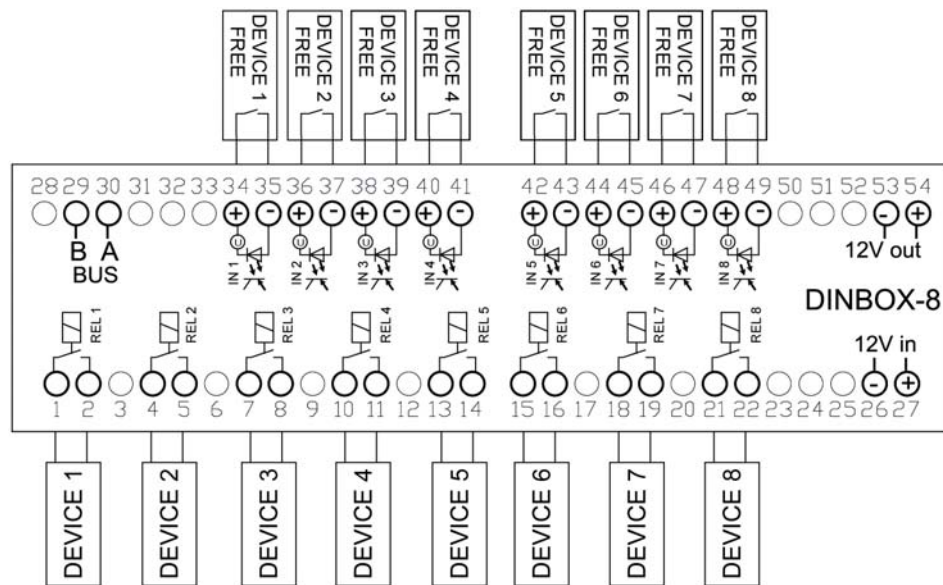 DEVICE 1
FREE
DEVICE 2
FREE
DEVICE 3
FREE
DEVICE 4
FREE
DEVICE 5
FREE
DEVICE 6
FREE
DEVICE 7
FREE
DEVICE 8
FREE
28 29 30 31 32 33 34 35 36 37 38 39 40 41 42 43 44 45 46 47 48 49 50 51 52 53 54
+ - + - + - + - + - + - + - + - - +
B A
BUS
U U U U U U U U
IN 1
IN 2
IN 3
IN 4
IN 5
IN 6
IN 7
IN 8
12V out
DINBOX-8
REL 1
REL 2
REL 3
REL 4
REL 5
REL 6
REL 7
REL 8
12V in
- +
1 2 3 4 5 6 7 8 9 10 11 12 13 14 15 16 17 18 19 20 21 22 23 24 25 26 27
DEVICE 1
DEVICE 2
DEVICE 3
DEVICE 4
DEVICE 5
DEVICE 6
DEVICE 7
DEVICE 8